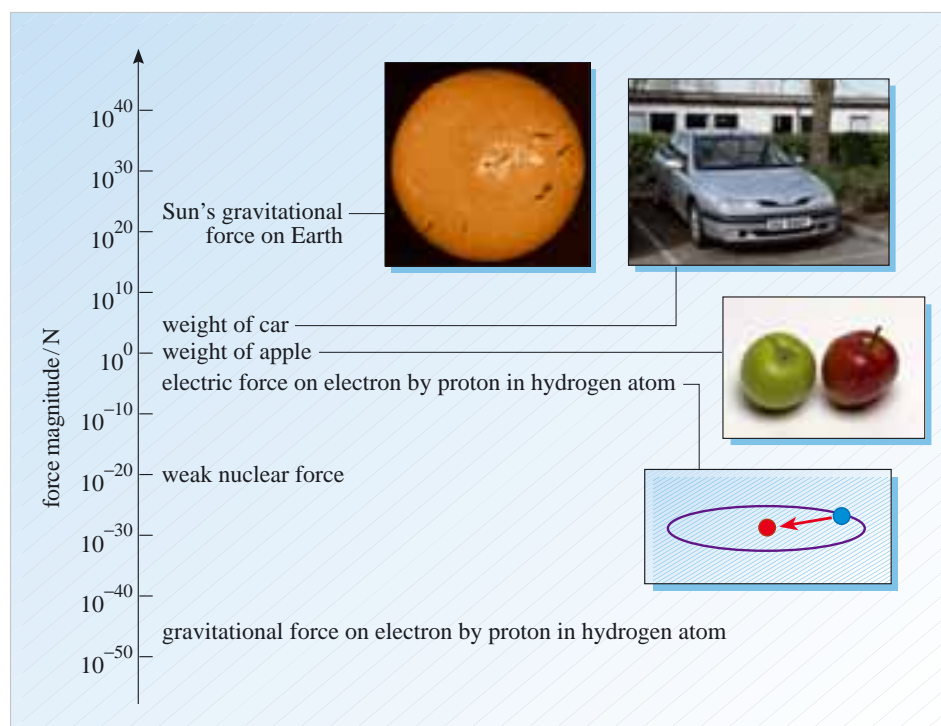 10^40
10^30
Sun's gravitational
force on Earth
10^20
10^10
weight of car
10^0
weight of apple
electric force on electron by proton in hydrogen atom
10^–10
10^–20
weak nuclear force
10^–30
10^–40
gravitational force on electron by proton in hydrogen atom
10^–50
force magnitude/N